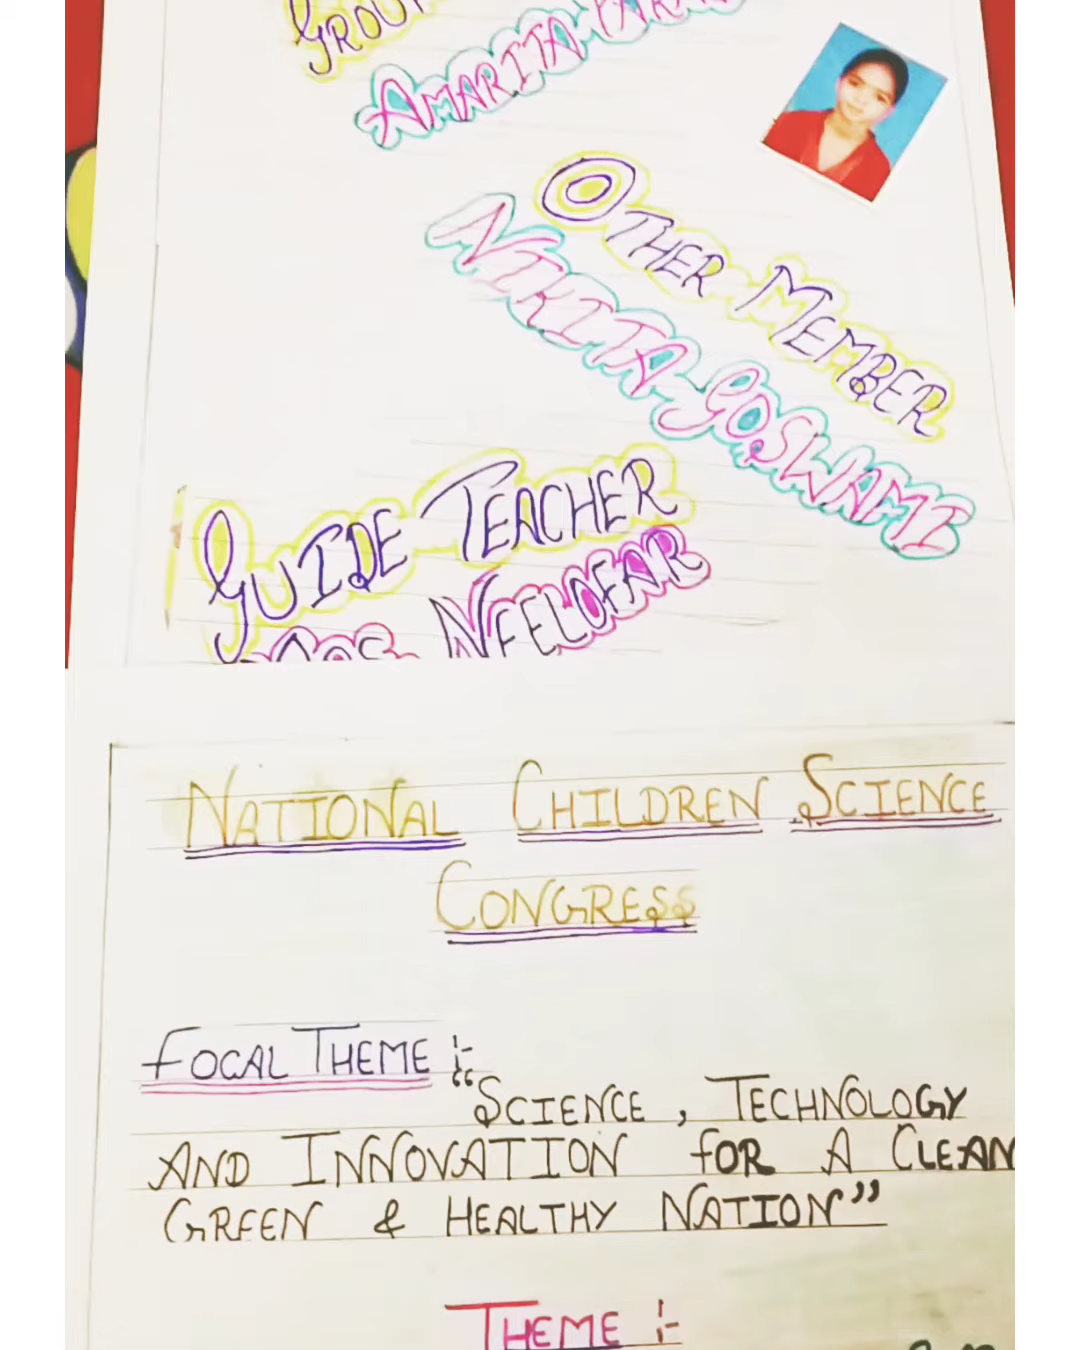 AMARITA
OTHER MEMBER
NIKITA GOSWAMI
GUIDE TEACHER
NEELOFAR
NATIONAL CHILDREN SCIENCE
CONGRESS
FOCAL THEME :-
"SCIENCE, TECHNOLOGY
AND INNOVATION FOR A CLEAN
GREEN & HEALTHY NATION"
THEME :-